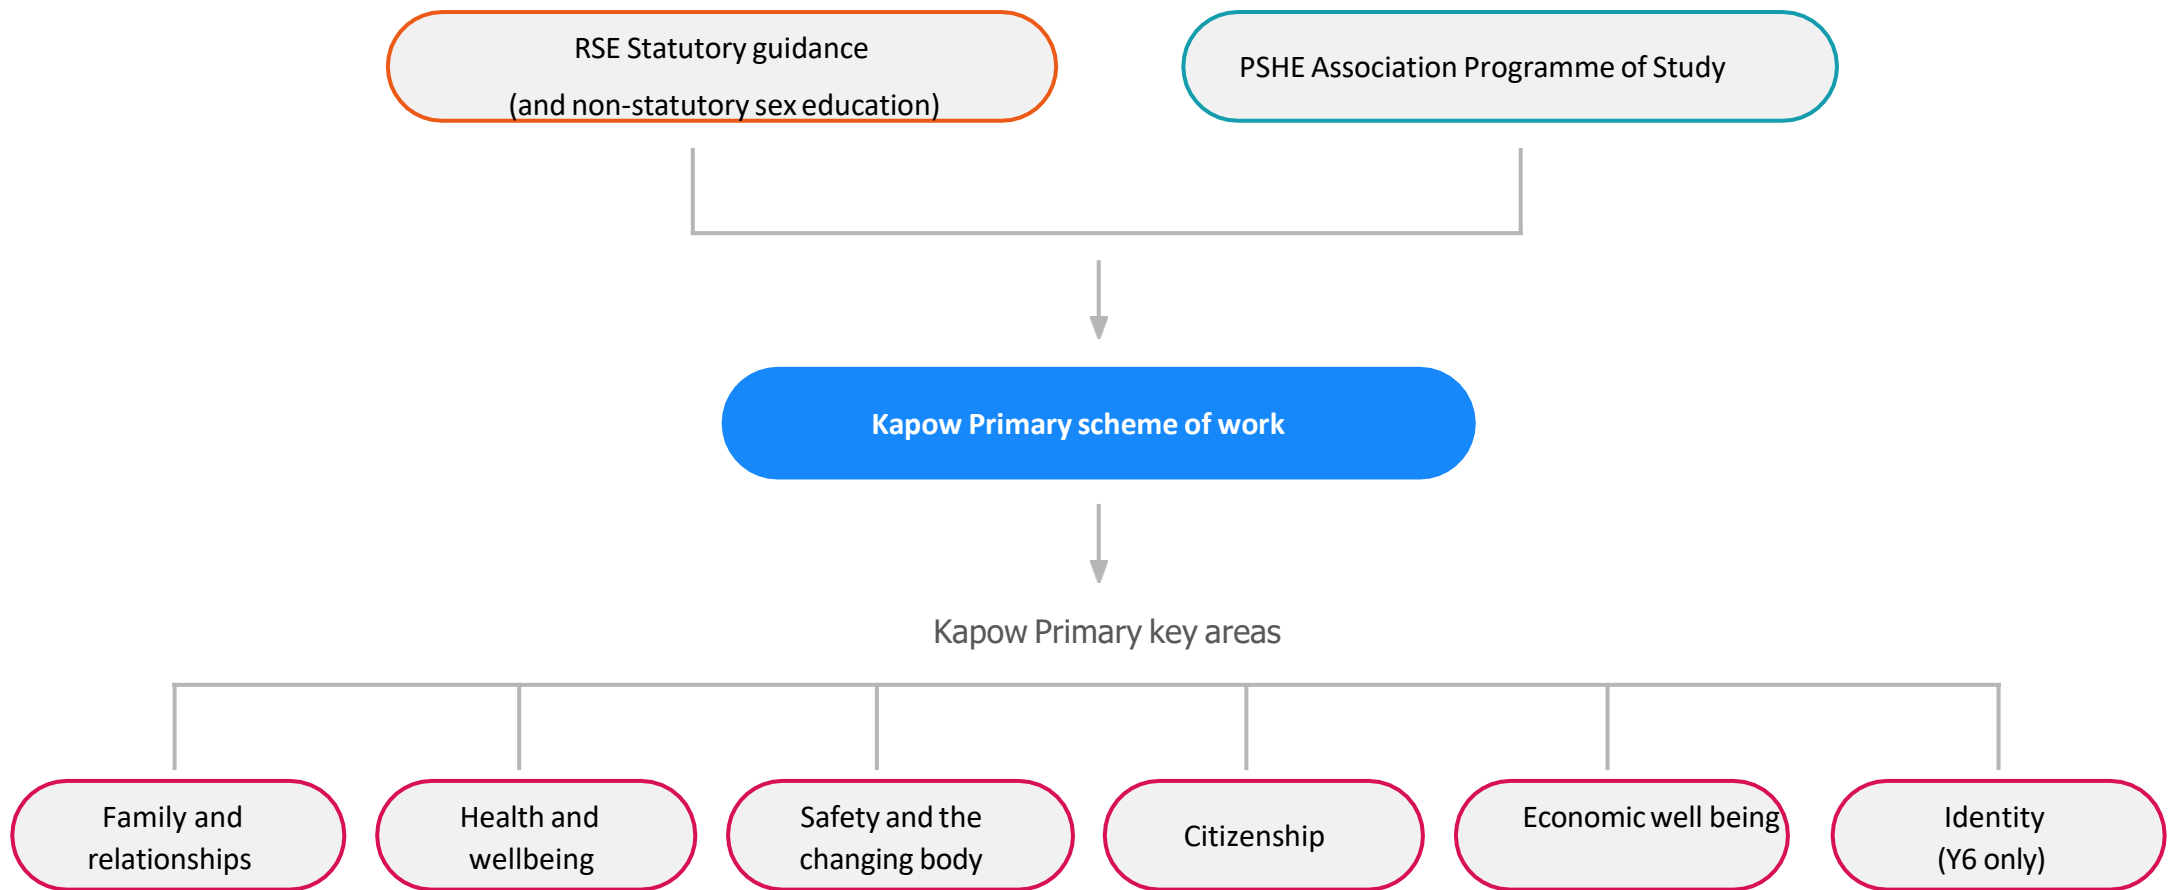 RSE Statutory guidance
(and non-statutory sex education)
PSHE Association Programme of Study
Kapow Primary scheme of work
Kapow Primary key areas
Family and
relationships
Health and
wellbeing
Safety and the
changing body
Citizenship
Economic well being
Identity
(Y6 only)